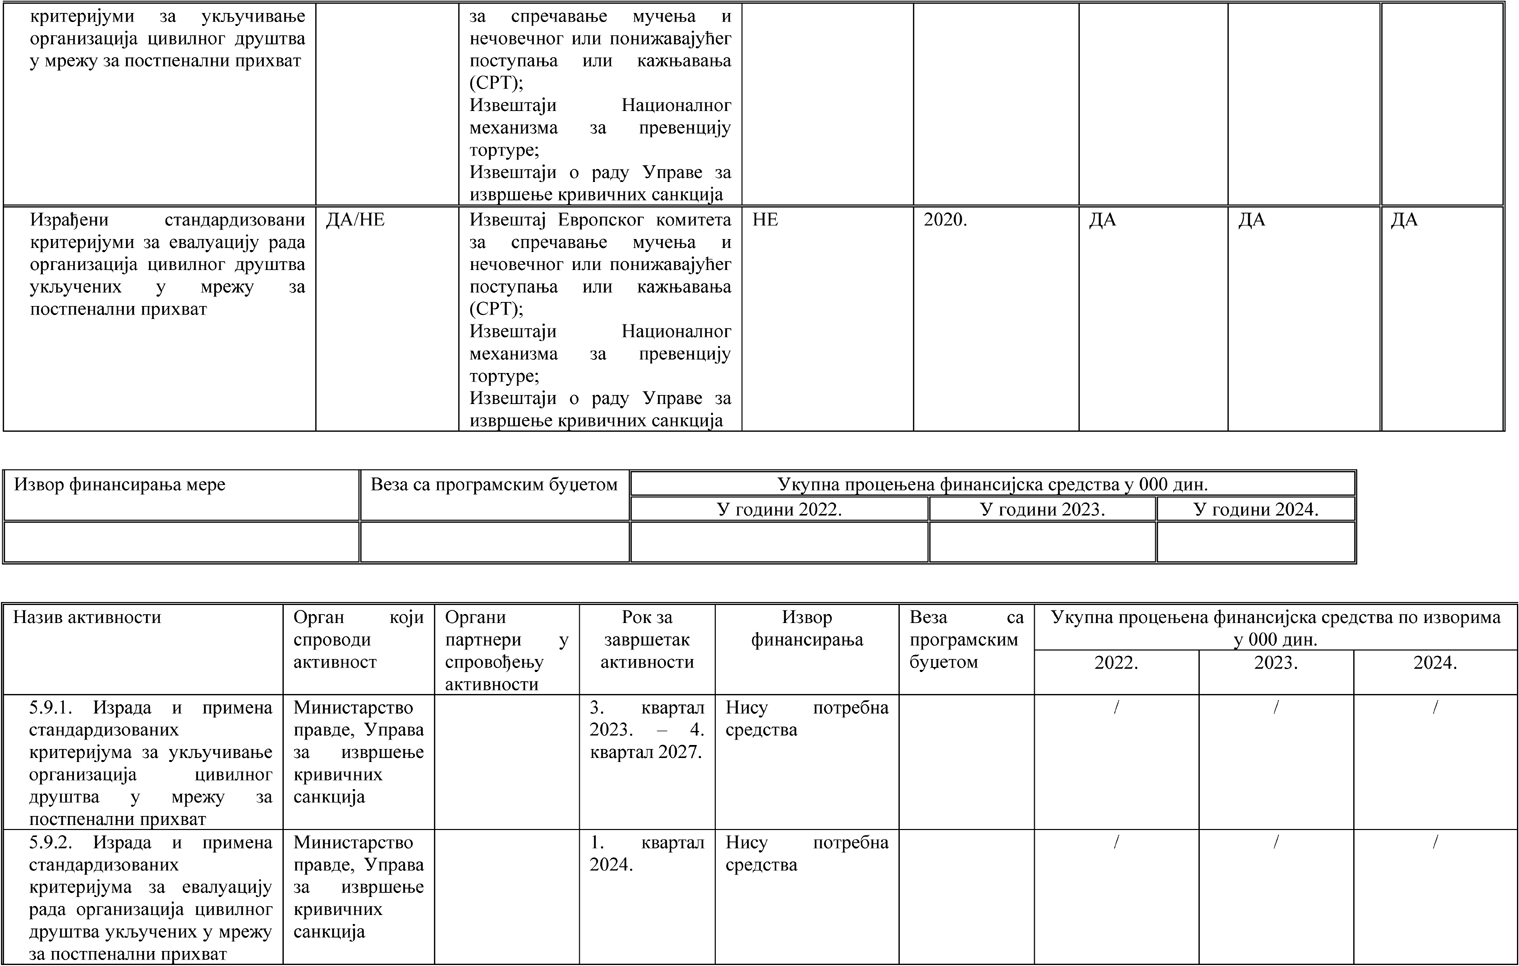 критеријуми за укључивање
организација цивилног друштва
у мрежу за постпенални прихват
за спречавање мучења и
нечовечног или понижавајућег
поступања или кажњавања
(СРТ);
Извештаји Националног
механизма за превенцију
тортуре;
Извештаји о раду Управе за
извршење кривичних санкција
Израђени стандардизовани
критеријуми за евалуацију рада
организација цивилног друштва
укључених у мрежу за
постпенални прихват
ДА/НЕ
Извештај Европског комитета
за спречавање мучења и
нечовечног или понижавајућег
поступања или кажњавања
(СРТ);
Извештаји Националног
механизма за превенцију
тортуре;
Извештаји о раду Управе за
извршење кривичних санкција
НЕ
2020.
ДА
ДА
ДА
Извор финансирања мере
Веза са програмским буџетом
Укупна процењена финансијска средства у 000 дин.
У години 2022.
У години 2023.
У години 2024.
Назив активности
Орган који
спроводи
активност
Органи
партнери у
спровођењу
активности
Рок за
завршетак
активности
Извор
финансирања
Веза са
програмским
буџетом
Укупна процењена финансијска средства по изворима
у 000 дин.
2022.
2023.
2024.
5.9.1. Израда и примена
стандардизованих
критеријума за укључивање
организација цивилног
друштва у мрежу за
постпенални прихват
Министарство
правде, Управа
за извршење
кривичних
санкција
3. квартал
2023. – 4.
квартал 2027.
Нису потребна
средства
/
/
/
5.9.2. Израда и примена
стандардизованих
критеријума за евалуацију
рада организација цивилног
друштва укључених у мрежу
за постпенални прихват
Министарство
правде, Управа
за извршење
кривичних
санкција
1. квартал
2024.
Нису потребна
средства
/
/
/